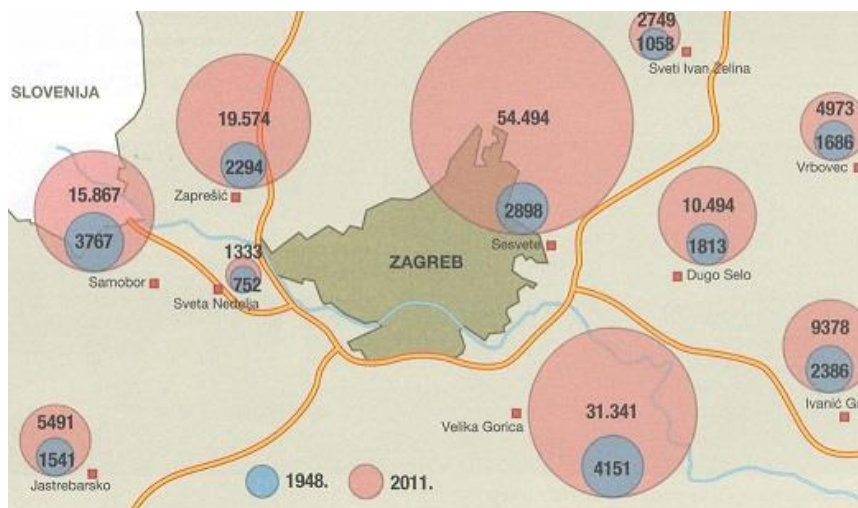 2749
1058
Sveti Ivan Zelina
SLOVENIJA
19.574
2294
Zaprešić
54.494
2898
Sesvete
4973
1686
Vrbovec
15.867
3767
Samobor
1333
752
Sveta Nedelja
ZAGREB
10.494
1813
Dugo Selo
9378
2386
Ivanić G
31.341
Velika Gorica
4151
5491
1541
Jastrebarsko
1948.
2011.